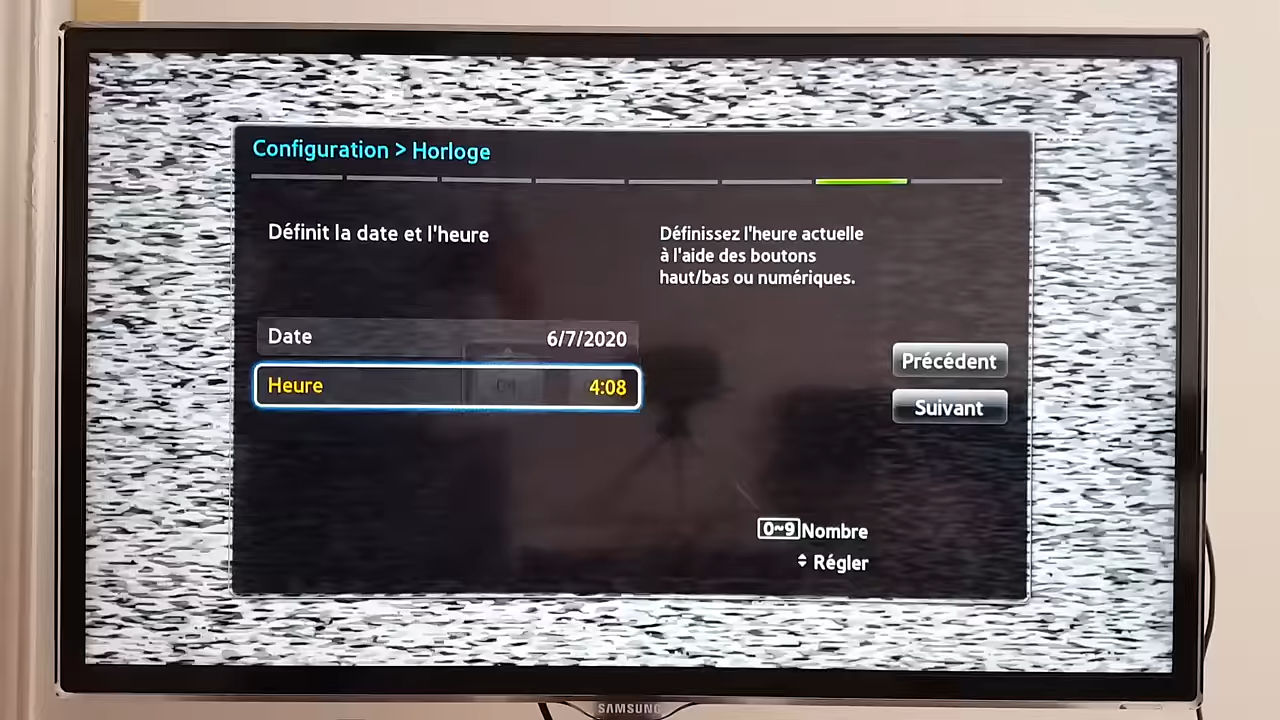 Configuration > Horloge
Définit la date et l'heure
Définissez l'heure actuelle
à l'aide des boutons
haut/bas ou numériques.
Date 6/7/2020
Heure 4:08
Précédent
Suivant
0~9 Nombre
Régler
SAMSUNG